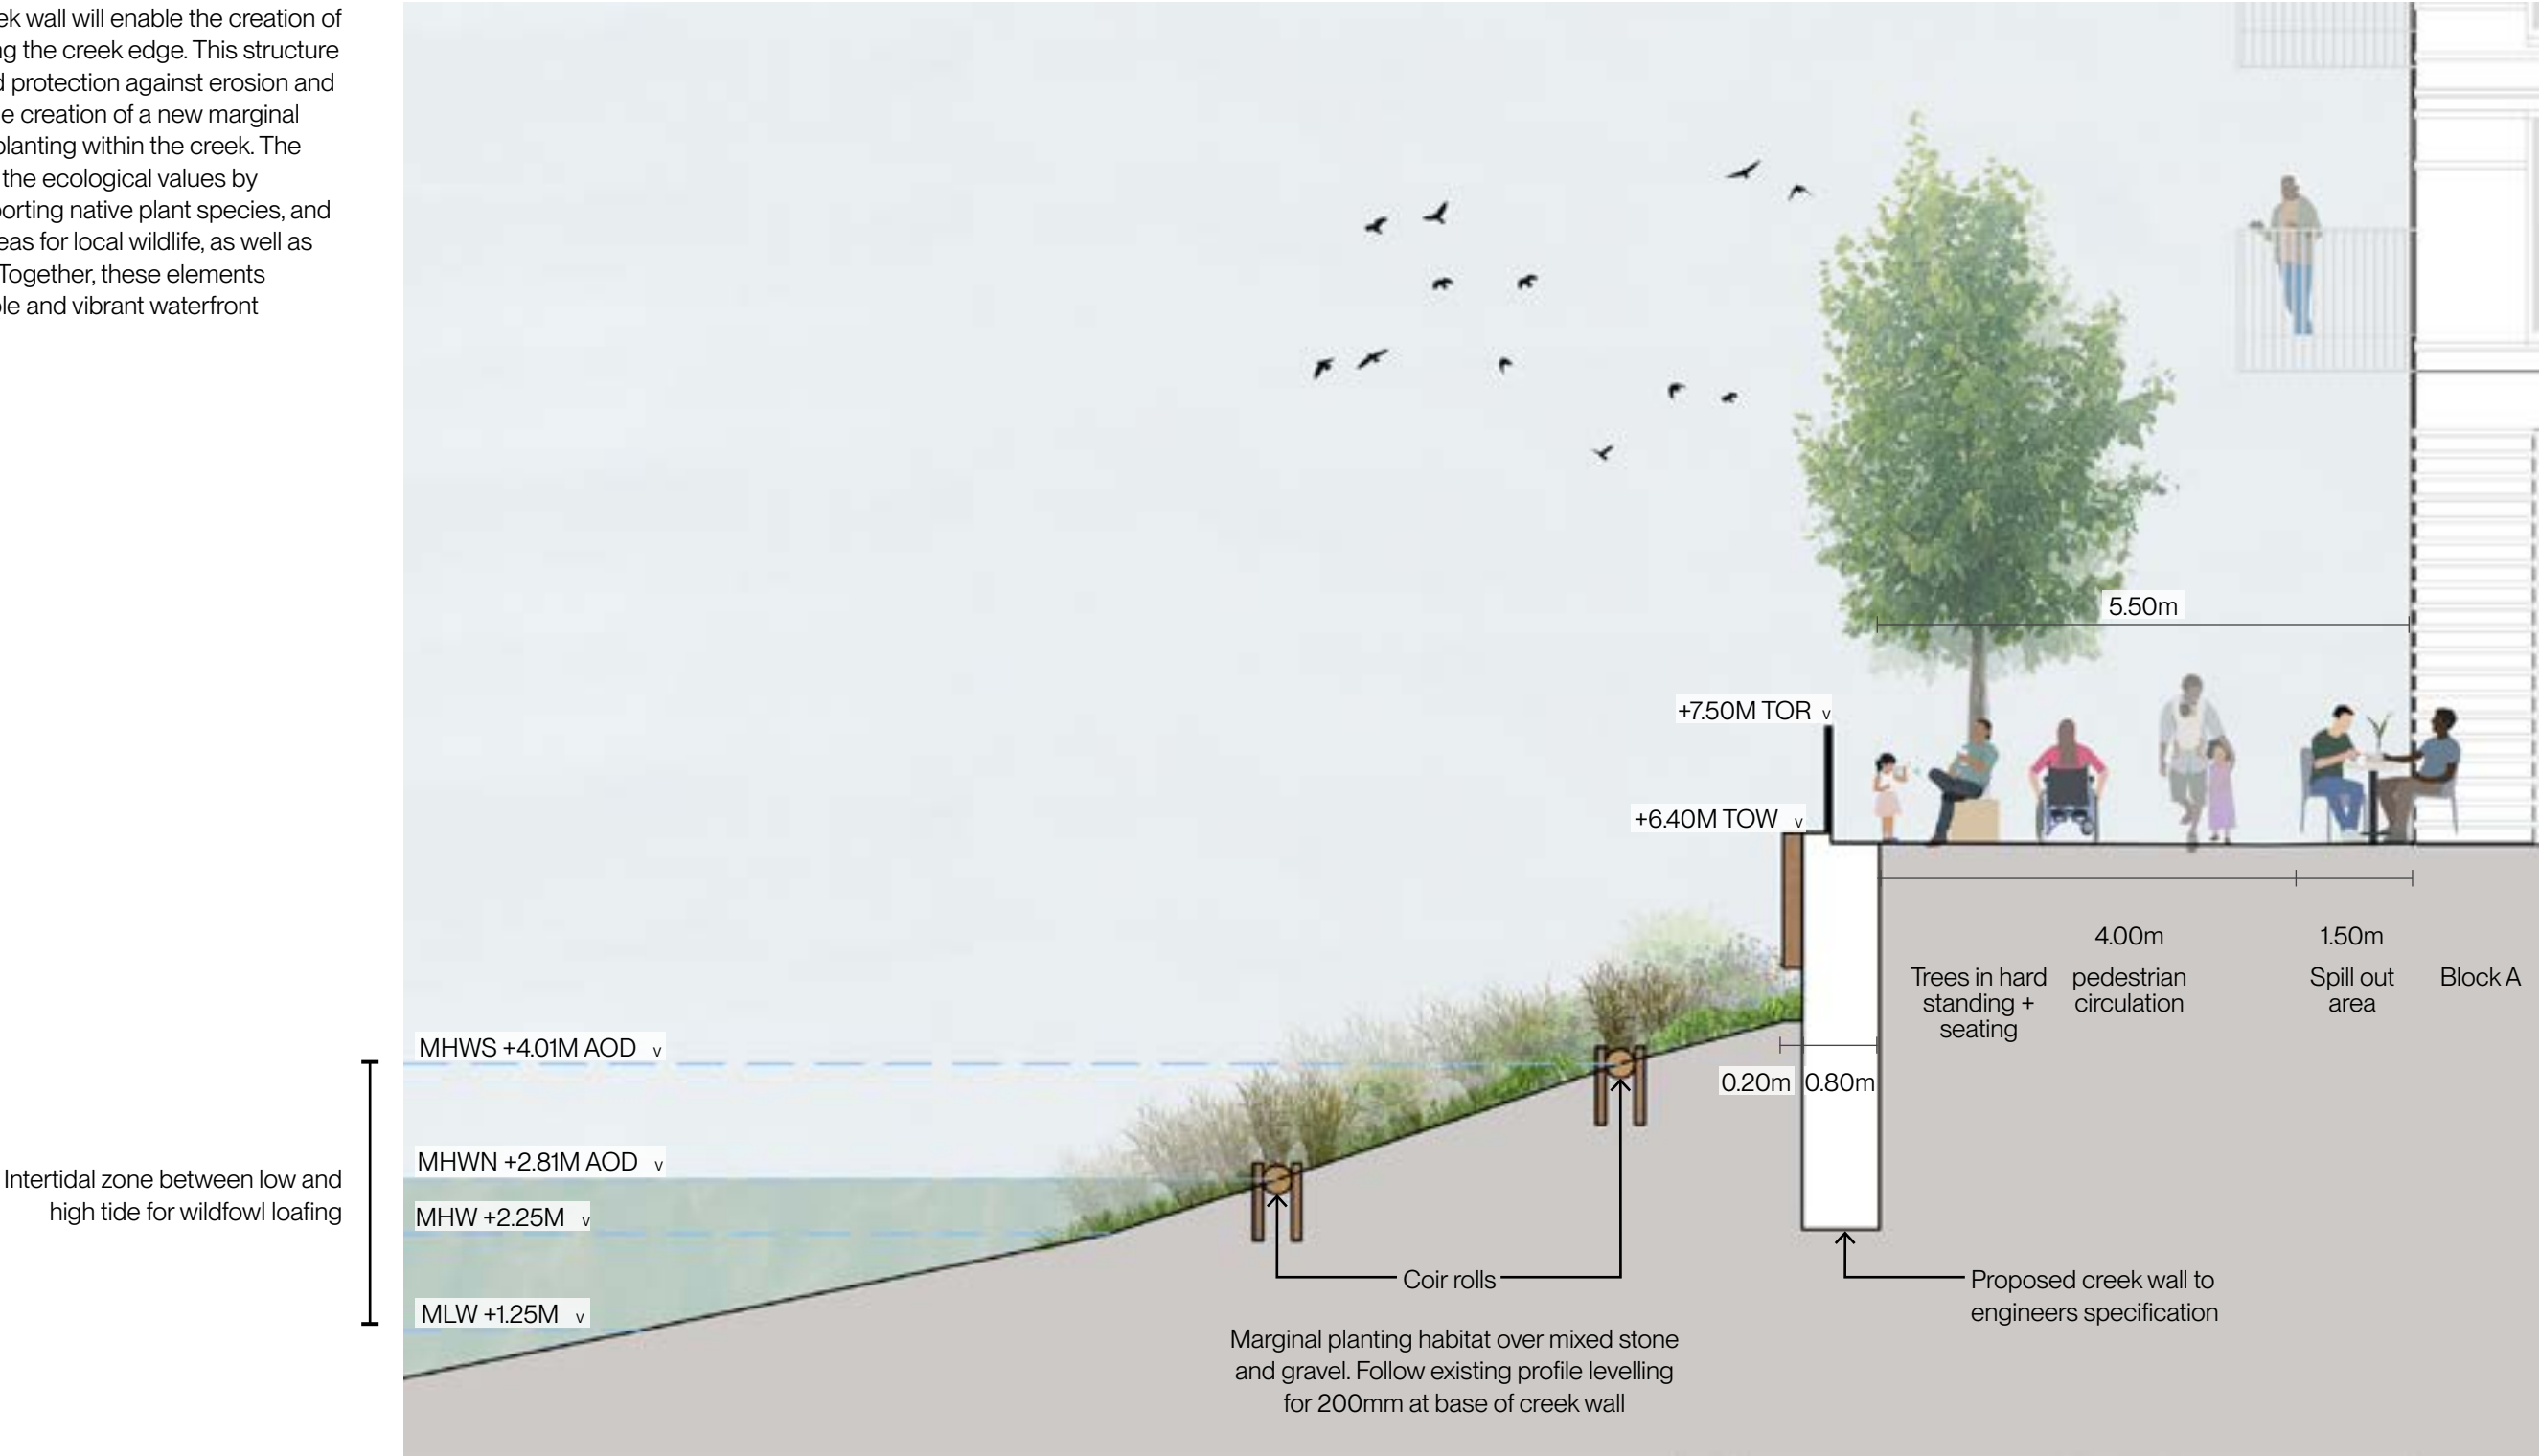 ek wall will enable the creation of
ng the creek edge. This structure
d protection against erosion and
e creation of a new marginal
planting within the creek. The
the ecological values by
porting native plant species, and
eas for local wildlife, as well as
Together, these elements
ble and vibrant waterfront
5.50m
+7.50M TOR v
+6.40M TOW v
4.00m
1.50m
Trees in hard
standing +
seating
pedestrian
circulation
Spill out
area
Block A
MHWS +4.01M AOD v
0.20m
0.80m
MHWN +2.81M AOD v
Intertidal zone between low and
high tide for wildfowl loafing
MHW +2.25M v
MLW +1.25M v
Coir rolls
Proposed creek wall to
engineers specification
Marginal planting habitat over mixed stone
and gravel. Follow existing profile levelling
for 200mm at base of creek wall